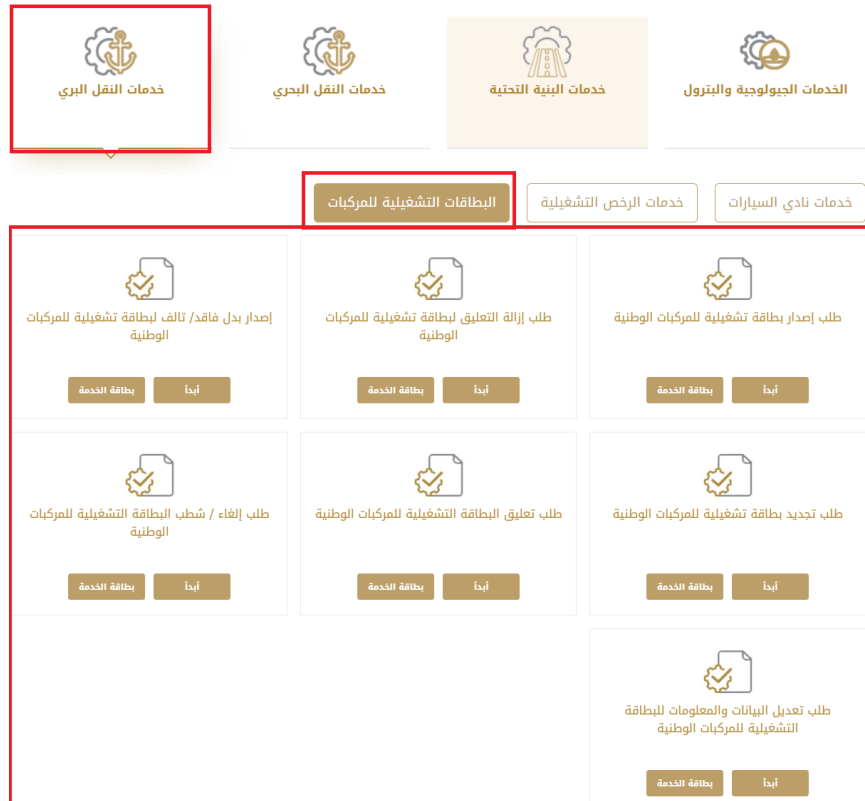 الخدمات الجيولوجية والبترول
خدمات البنية التحتية
خدمات النقل البحري
خدمات النقل البري
خدمات نادي السيارات
خدمات الرخص التشغيلية
البطاقات التشغيلية للمركبات
طلب إصدار بطاقة تشغيلية للمركبات الوطنية
أبدأ
بطاقة الخدمة
طلب إزالة التعليق لبطاقة تشغيلية للمركبات
الوطنية
أبدأ
بطاقة الخدمة
إصدار بدل فاقد/ تالف لبطاقة تشغيلية للمركبات
الوطنية
أبدأ
بطاقة الخدمة
طلب تجديد بطاقة تشغيلية للمركبات الوطنية
أبدأ
بطاقة الخدمة
طلب تعليق البطاقة التشغيلية للمركبات الوطنية
أبدأ
بطاقة الخدمة
طلب إلغاء / شطب البطاقة التشغيلية للمركبات
الوطنية
أبدأ
بطاقة الخدمة
طلب تعديل البيانات والمعلومات للبطاقة
التشغيلية للمركبات الوطنية
أبدأ
بطاقة الخدمة